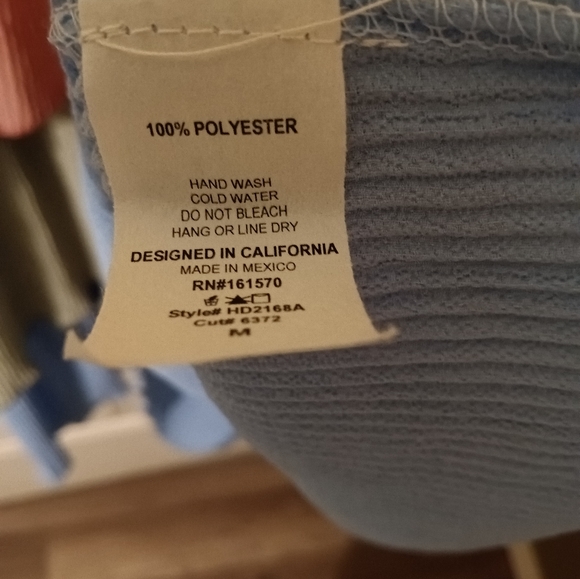 100% POLYESTER
HAND WASH
COLD WATER
DO NOT BLEACH
HANG OR LINE DRY
DESIGNED IN CALIFORNIA
MADE IN MEXICO
RN#161570
Style# HD2168A
Cut# 6372
M